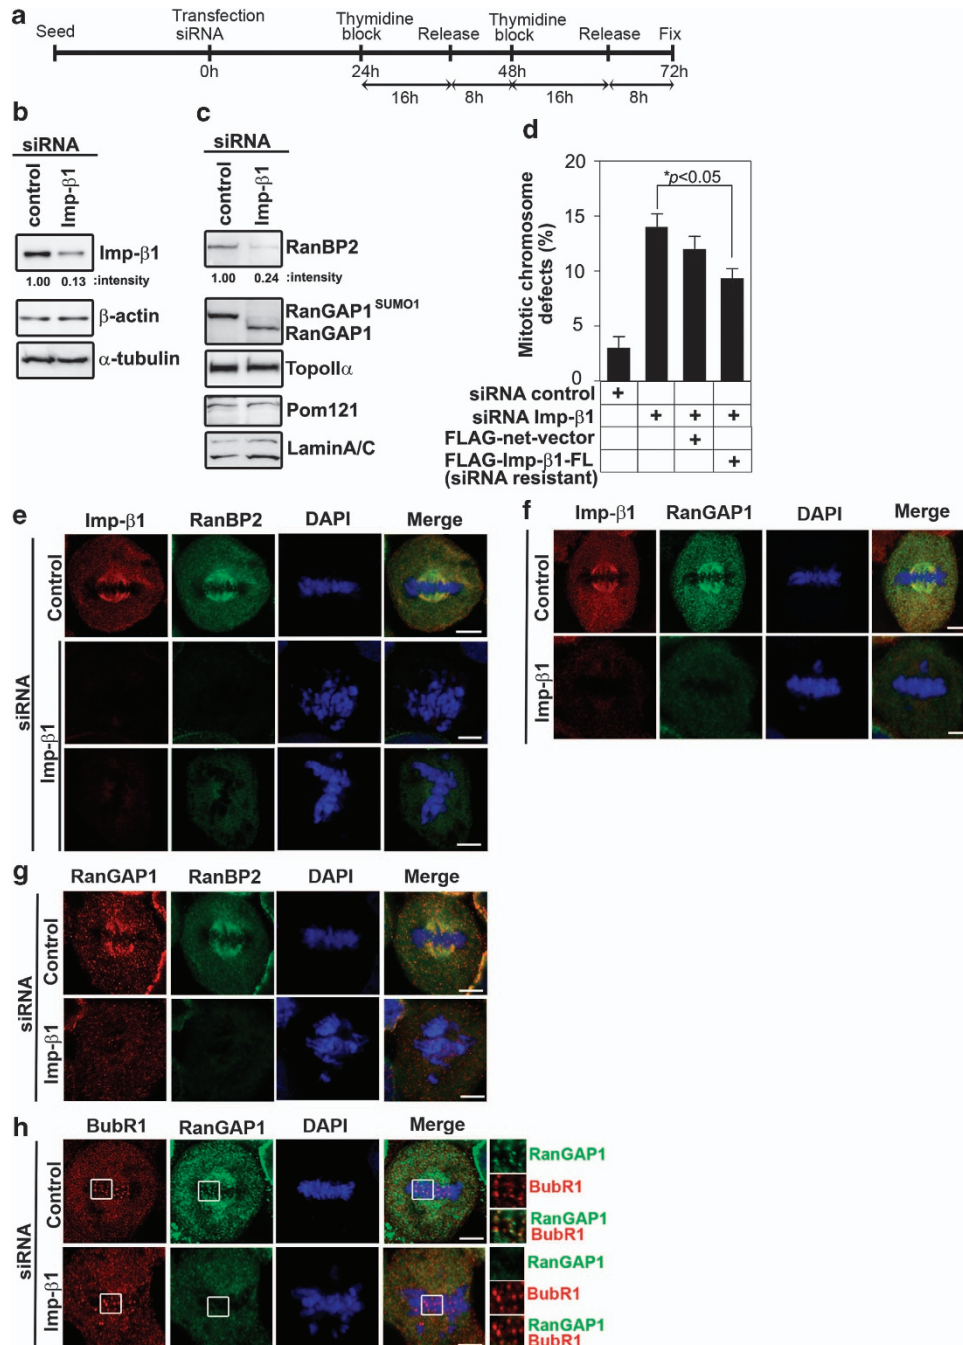 a
Seed
Transfection
siRNA
Thymidine
block
Release
Thymidine
block
Release
Fix
0h
24h
48h
72h
16h
8h
16h
8h
b
siRNA
control
Imp-β1
Imp-β1
1.00 0.13 :intensity
β-actin
α-tubulin
c
siRNA
control
Imp-β1
RanBP2
1.00 0.24 :intensity
RanGAP1SUMO1
RanGAP1
TopoIIα
Pom121
LaminA/C
d
Mitotic chromosome
defects (%)
20
15
10
5
0
*p<0.05
siRNA control
+
siRNA Imp-β1
+ + +
FLAG-net-vector
+
FLAG-Imp-β1-FL
(siRNA resistant)
+
e
Imp-β1 RanBP2 DAPI Merge
siRNA
Control
Imp-β1
f
Imp-β1 RanGAP1 DAPI Merge
siRNA
Control
Imp-β1
g
RanGAP1 RanBP2 DAPI Merge
siRNA
Control
Imp-β1
h
BubR1 RanGAP1 DAPI Merge
siRNA
Control
Imp-β1
RanGAP1
BubR1
RanGAP1
BubR1
RanGAP1
BubR1
RanGAP1
BubR1